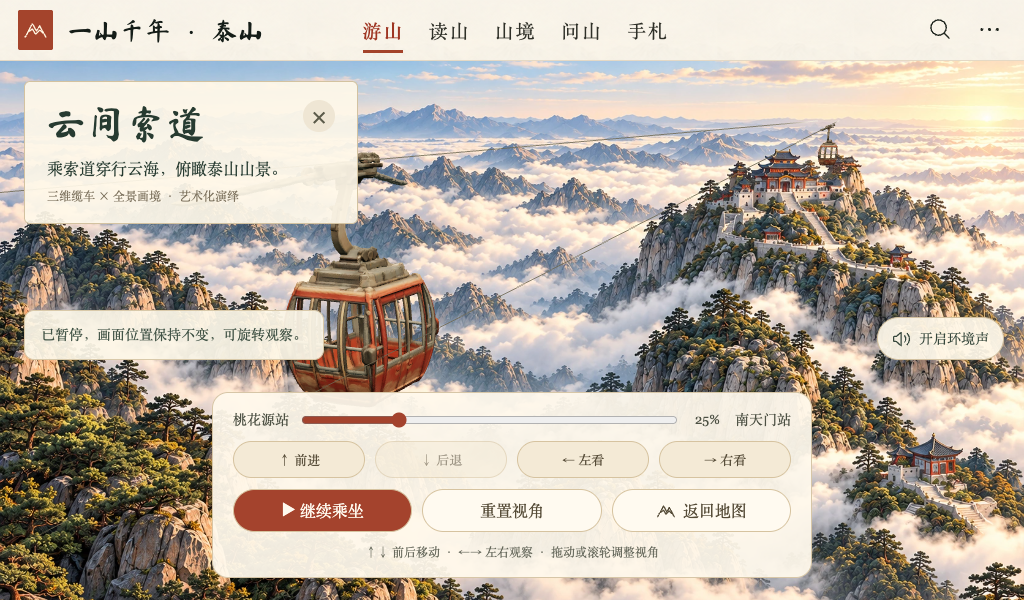 一山千年 · 泰山
游山 读山 山境 问山 手札
云间索道
乘索道穿行云海，俯瞰泰山山景。
三维缆车 × 全景画境 · 艺术化演绎
已暂停，画面位置保持不变，可旋转观察。
开启环境声
桃花源站 25% 南天门站
↑ 前进 ↓ 后退 ← 左看 → 右看
▶ 继续乘坐 重置视角 返回地图
↑ ↓ 前后移动 · ←→ 左右观察 · 拖动或滚轮调整视角